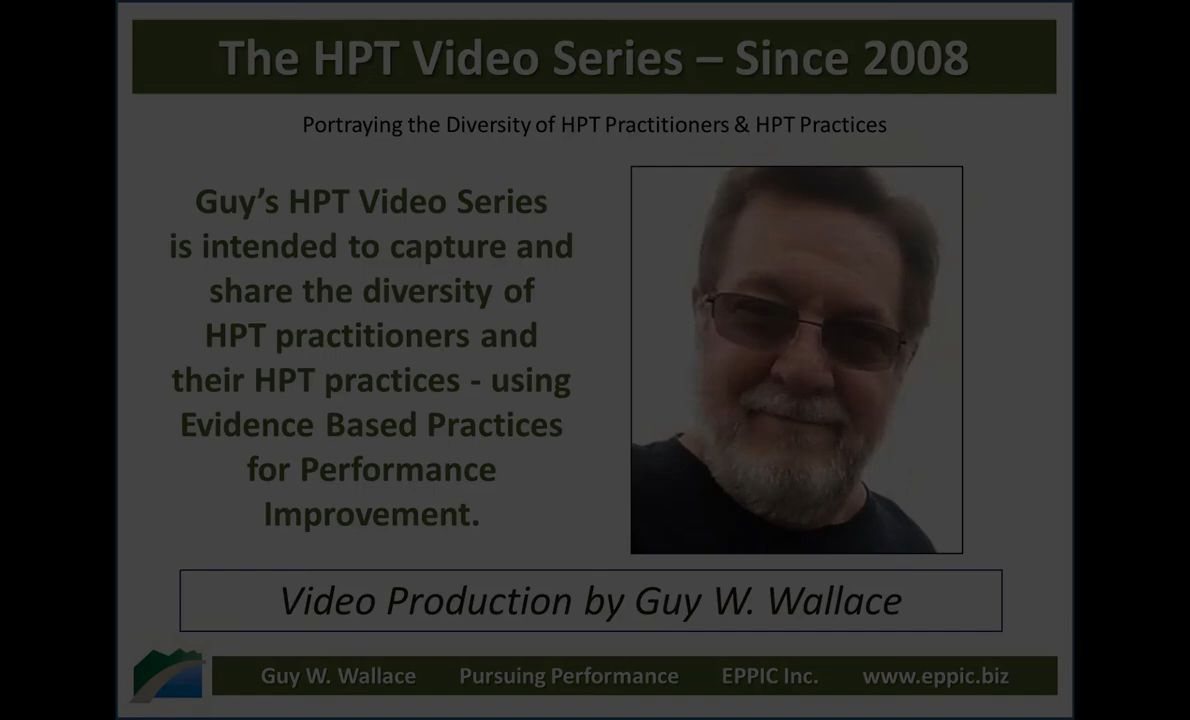 The HPT Video Series – Since 2008
Portraying the Diversity of HPT Practitioners & HPT Practices
Guy's HPT Video Series
is intended to capture and
share the diversity of
HPT practitioners and
their HPT practices - using
Evidence Based Practices
for Performance
Improvement.
Video Production by Guy W. Wallace
Guy W. Wallace Pursuing Performance EPPIC Inc. www.eppic.biz